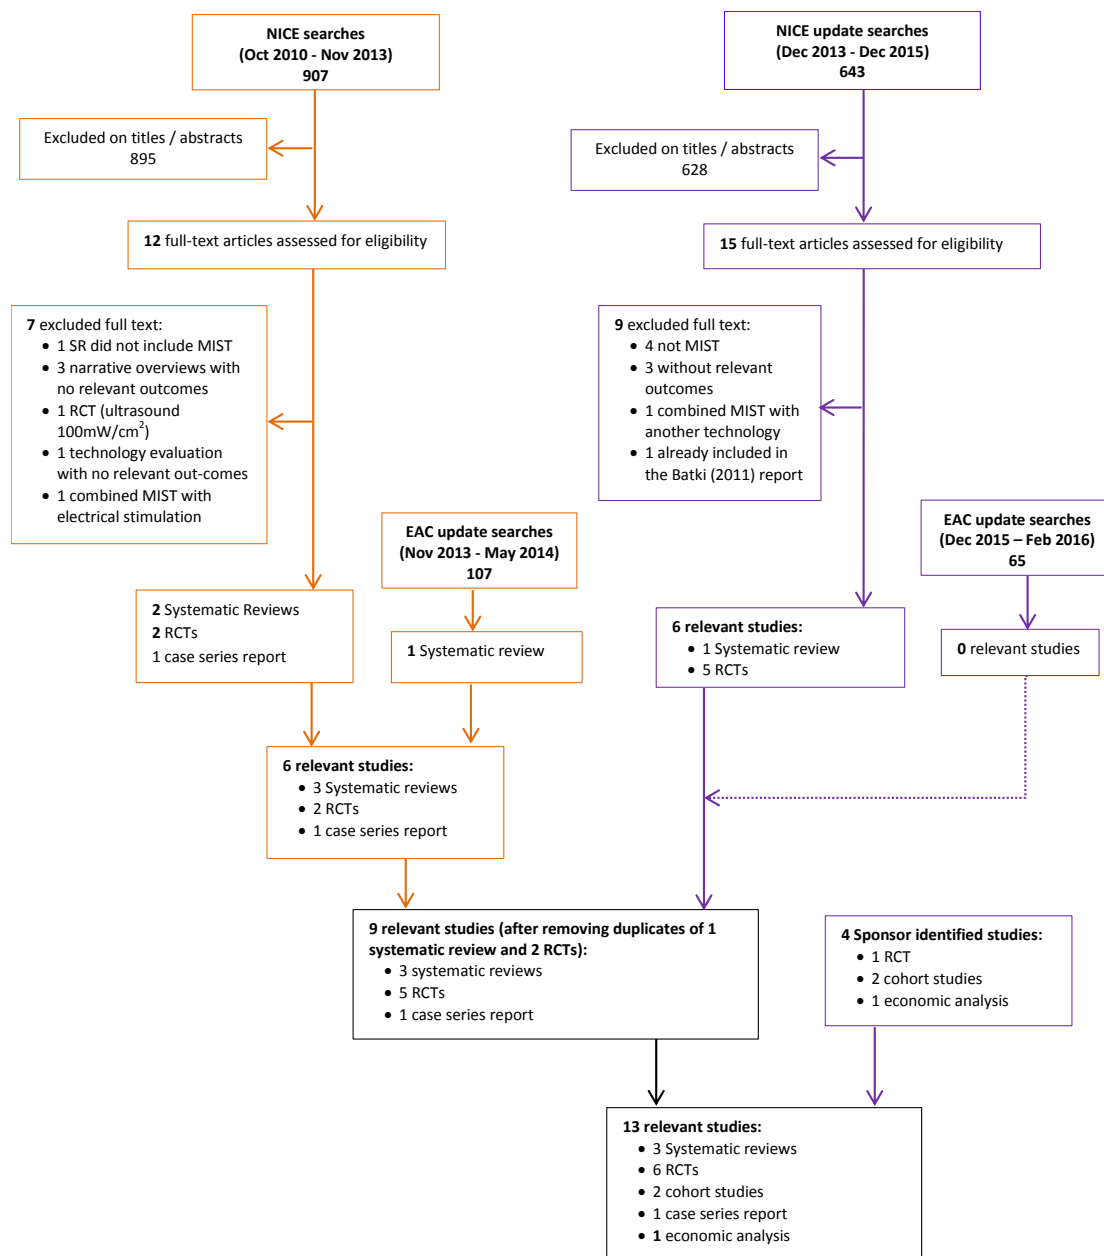 NICE searches
(Oct 2010 - Nov 2013)
907
NICE update searches
(Dec 2013 - Dec 2015)
643
Excluded on titles / abstracts
895
Excluded on titles / abstracts
628
12 full-text articles assessed for eligibility
15 full-text articles assessed for eligibility
7 excluded full text:
• 1 SR did not include MIST
• 3 narrative overviews with
no relevant outcomes
• 1 RCT (ultrasound
100mW/cm²)
• 1 technology evaluation
with no relevant out-comes
• 1 combined MIST with
electrical stimulation
9 excluded full text:
• 4 not MIST
• 3 without relevant
outcomes
• 1 combined MIST with
another technology
• 1 already included in
the Batki (2011) report
EAC update searches
(Nov 2013 - May 2014)
107
EAC update searches
(Dec 2015 – Feb 2016)
65
2 Systematic Reviews
2 RCTs
1 case series report
1 Systematic review
6 relevant studies:
• 1 Systematic review
• 5 RCTs
0 relevant studies
6 relevant studies:
• 3 Systematic reviews
• 2 RCTs
• 1 case series report
9 relevant studies (after removing duplicates of 1
systematic review and 2 RCTs):
• 3 systematic reviews
• 5 RCTs
• 1 case series report
4 Sponsor identified studies:
• 1 RCT
• 2 cohort studies
• 1 economic analysis
13 relevant studies:
• 3 Systematic reviews
• 6 RCTs
• 2 cohort studies
• 1 case series report
• 1 economic analysis